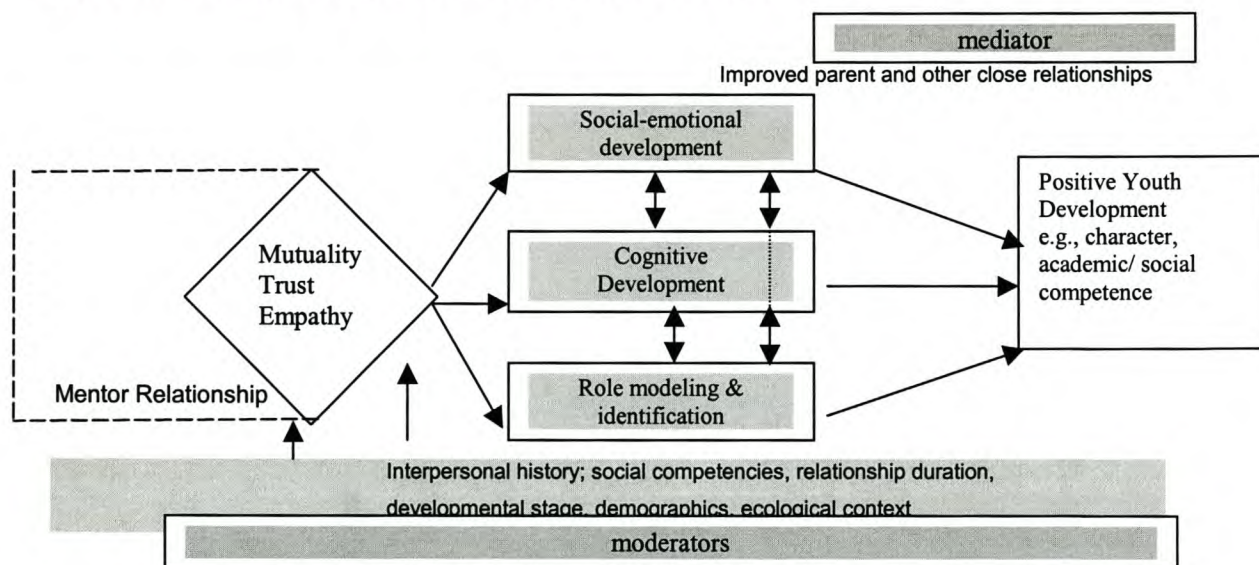 mediator
Improved parent and other close relationships
Social-emotional
development
Mutuality
Trust
Empathy
Cognitive
Development
Positive Youth
Development
e.g., character,
academic/ social
competence
Mentor Relationship
Role modeling &
identification
Interpersonal history; social competencies, relationship duration,
developmental stage, demographics, ecological context
moderators